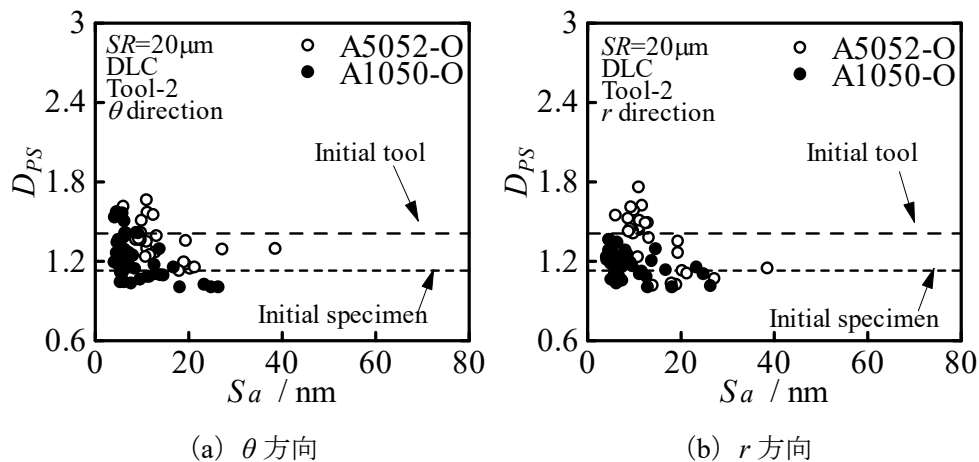 3
2.4
1.8
1.2
0.6
D_PS
SR=20μm
DLC
Tool-2
θ direction
A5052-O
A1050-O
Initial tool
Initial specimen
0 20 40 60 80
Sa / nm
(a) θ 方向
3
2.4
1.8
1.2
0.6
D_PS
SR=20μm
DLC
Tool-2
r direction
A5052-O
A1050-O
Initial tool
Initial specimen
0 20 40 60 80
Sa / nm
(b) r 方向